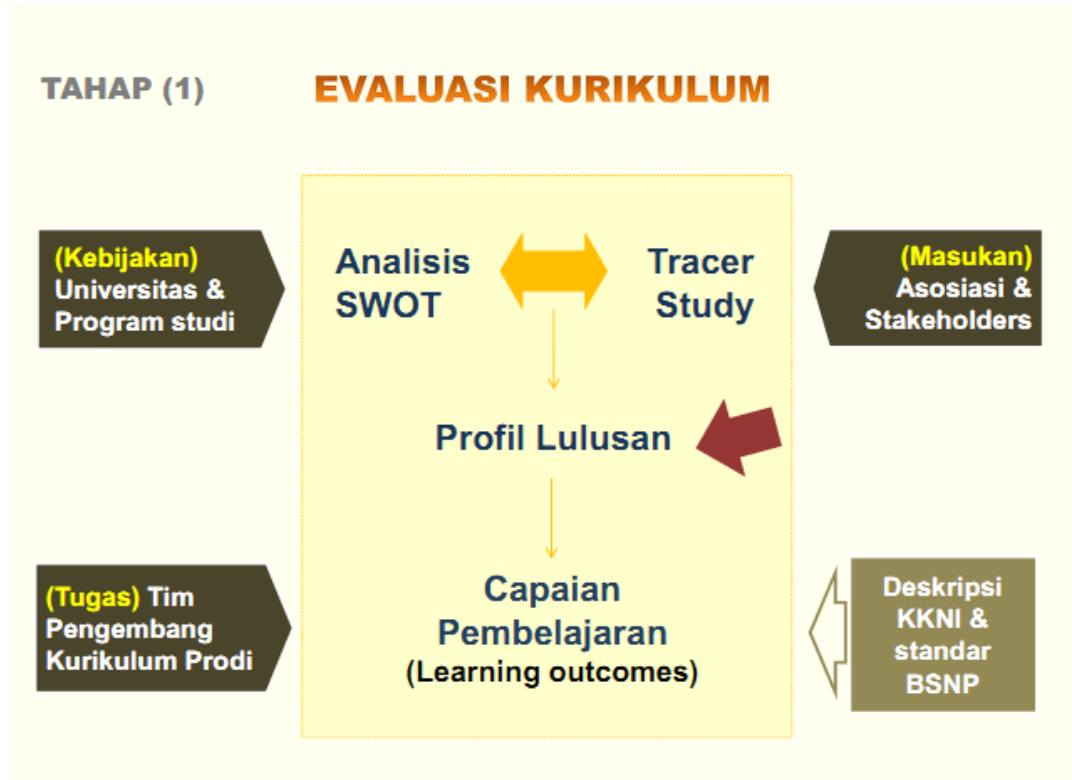 TAHAP (1)
EVALUASI KURIKULUM
(Kebijakan)
Universitas &
Program studi
Analisis
SWOT
Tracer
Study
(Masukan)
Asosiasi &
Stakeholders
Profil Lulusan
(Tugas) Tim
Pengembang
Kurikulum Prodi
Capaian
Pembelajaran
(Learning outcomes)
Deskripsi
KKNI &
standar
BSNP